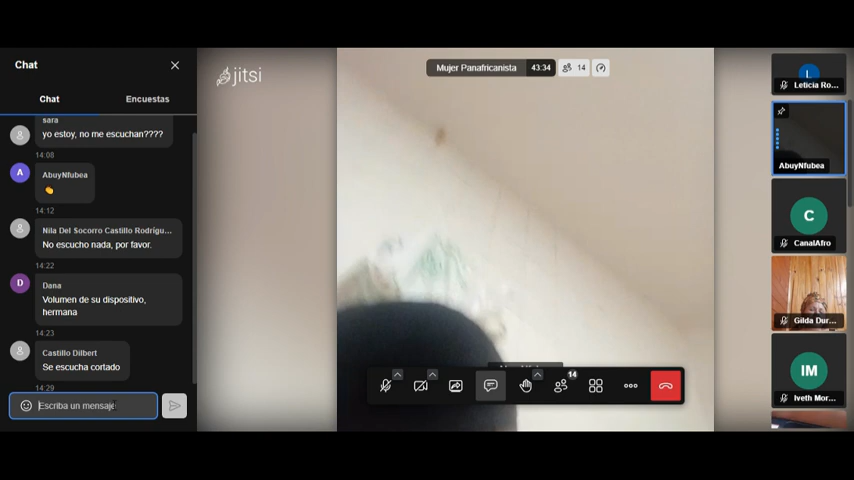 Chat
Chat
Encuestas
sara
yo estoy, no me escuchan????
14:08
A
AbuyNfubea
14:12
Nila Del Socorro Castillo Rodrígu...
No escucho nada, por favor.
14:22
D
Dana
Volumen de su dispositivo,
hermana
14:23
Castillo Dilbert
Se escucha cortado
14:29
Escriba un mensaje
jitsi
Mujer Panafricanista
43:34
14
14
L
Leticia Ro...
AbuyNfubea
C
CanalAfro
Gilda Dur...
IM
Iveth Mor...